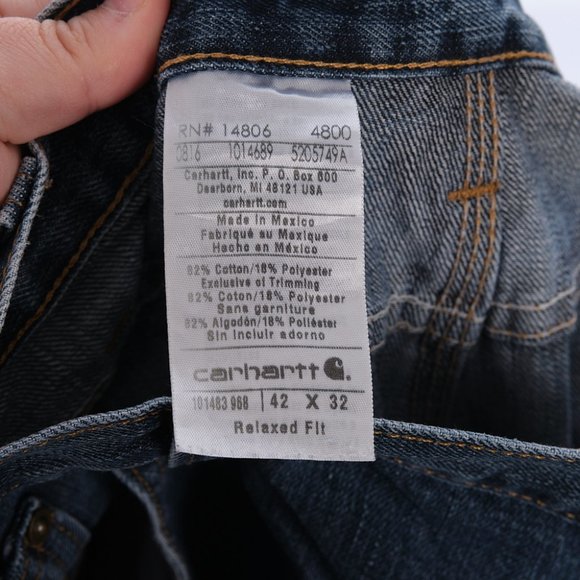 RN# 14806 4800
0816 1014689 5205749A
Carhartt, Inc. P. O. Box 600
Dearborn, MI 48121 USA
carhartt.com
Made in Mexico
Fabriqué au Mexique
Hecho en México
82% Cotton/18% Polyester
Exclusive of Trimming
82% Coton/18% Polyester
Sans garniture
82% Algodón/18% Poliéster
Sin incluir adorno
carhartt
101483 968 42 X 32
Relaxed Fit